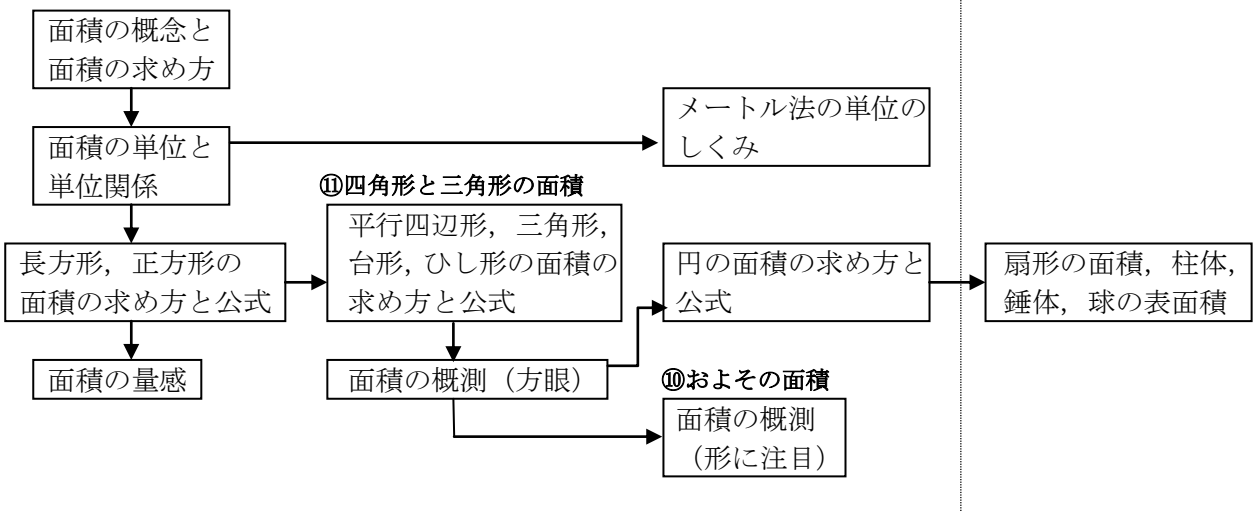 面積の概念と
面積の求め方
面積の単位と
単位関係
メートル法の単位の
しくみ
⑪四角形と三角形の面積
長方形，正方形の
面積の求め方と公式
平行四辺形，三角形，
台形，ひし形の面積の
求め方と公式
円の面積の求め方と
公式
扇形の面積，柱体，
錘体，球の表面積
面積の量感
面積の概測（方眼）
⑩およその面積
面積の概測
（形に注目）